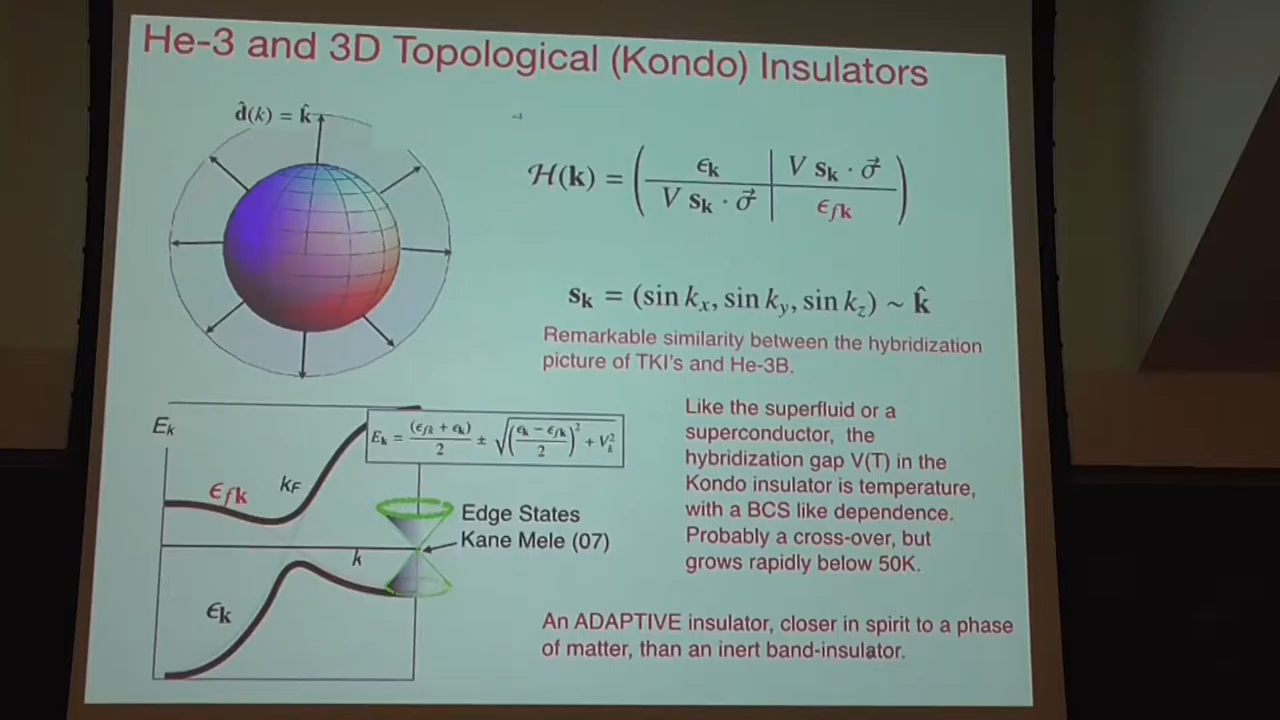 He-3 and 3D Topological (Kondo) Insulators
d̂(k) = k̂
ℋ(k) = ( ϵk | V sk · σ⃗
V sk · σ⃗ | ϵfk )
sk = (sin kx, sin ky, sin kz) ~ k̂
Remarkable similarity between the hybridization
picture of TKI's and He-3B.
Ek
Ek = (ϵfk + ϵk)/2 ± √((ϵk − ϵfk)/2)² + Vk²
ϵfk
kF
k
ϵk
Edge States
Kane Mele (07)
Like the superfluid or a
superconductor, the
hybridization gap V(T) in the
Kondo insulator is temperature,
with a BCS like dependence.
Probably a cross-over, but
grows rapidly below 50K.
An ADAPTIVE insulator, closer in spirit to a phase
of matter, than an inert band-insulator.